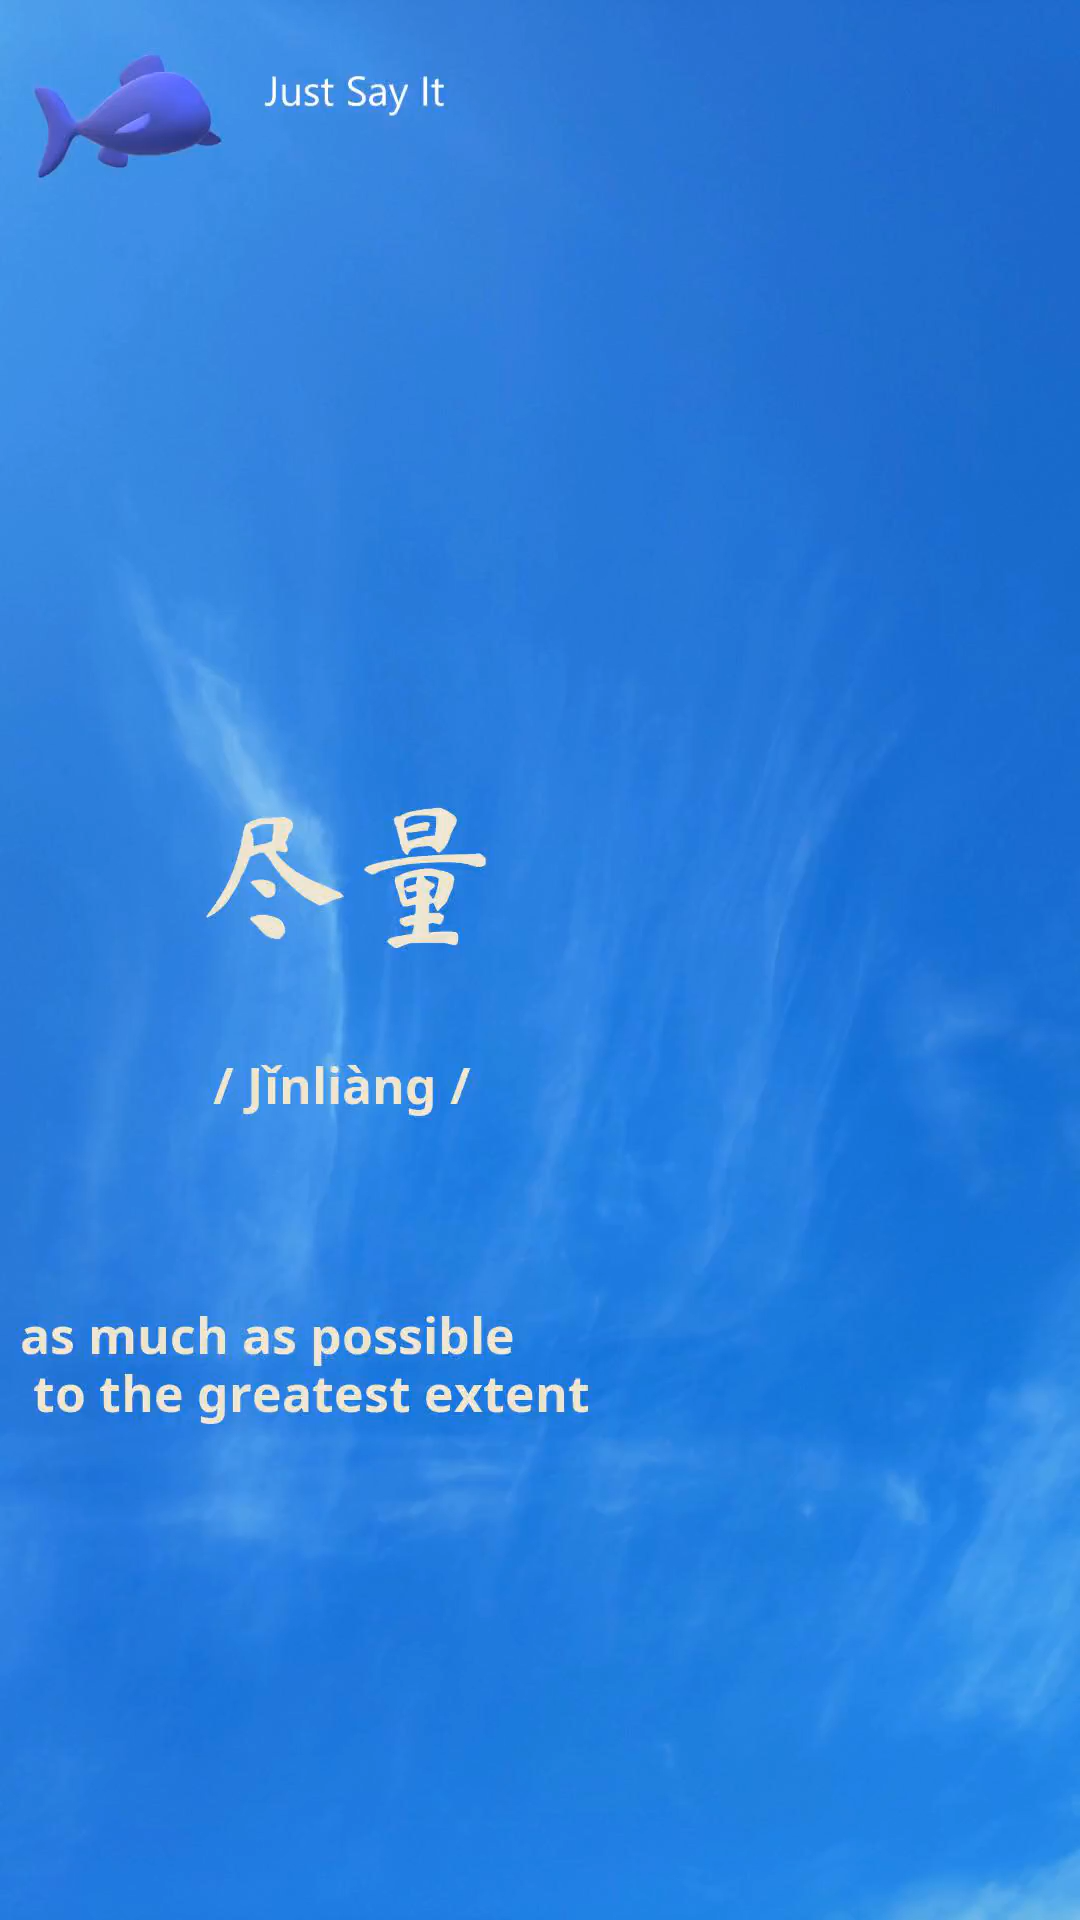 Just Say It
尽量
/ Jǐnliàng /
as much as possible
to the greatest extent